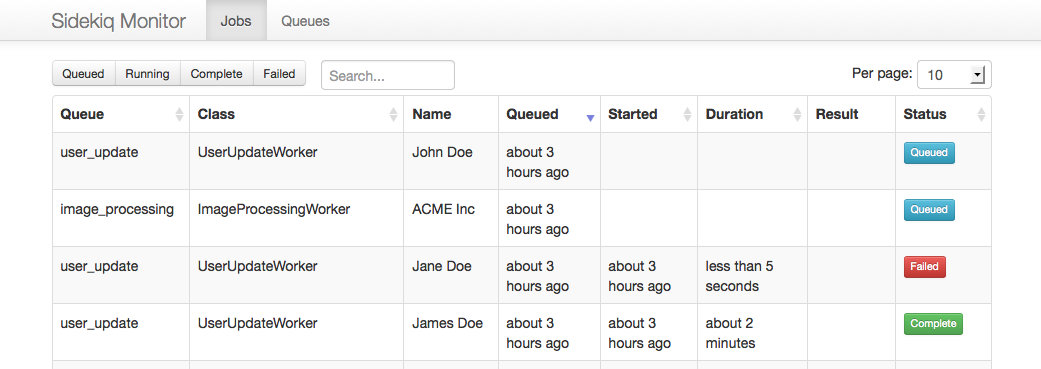 Sidekiq Monitor Jobs Queues
Queued Running Complete Failed Search... Per page: 10
Queue Class Name Queued Started Duration Result Status
user_update UserUpdateWorker John Doe about 3 hours ago Queued
image_processing ImageProcessingWorker ACME Inc about 3 hours ago Queued
user_update UserUpdateWorker Jane Doe about 3 hours ago about 3 hours ago less than 5 seconds Failed
user_update UserUpdateWorker James Doe about 3 hours ago about 3 hours ago about 2 minutes Complete